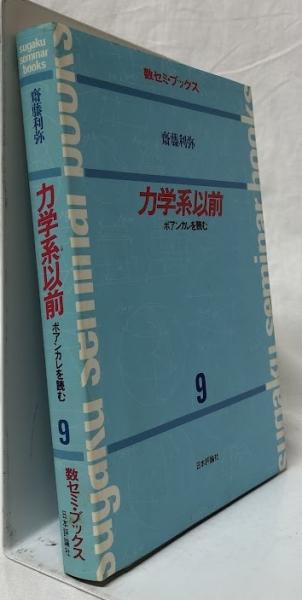 sugaku
seminar
books
齋藤利弥
力学系以前
ポアンカレを読む
9
数セミ・ブックス
日本評論社
sugaku seminar books
数セミ・ブックス
齋藤利弥
力学系以前
ポアンカレを読む
9
日本評論社
sugaku seminar books